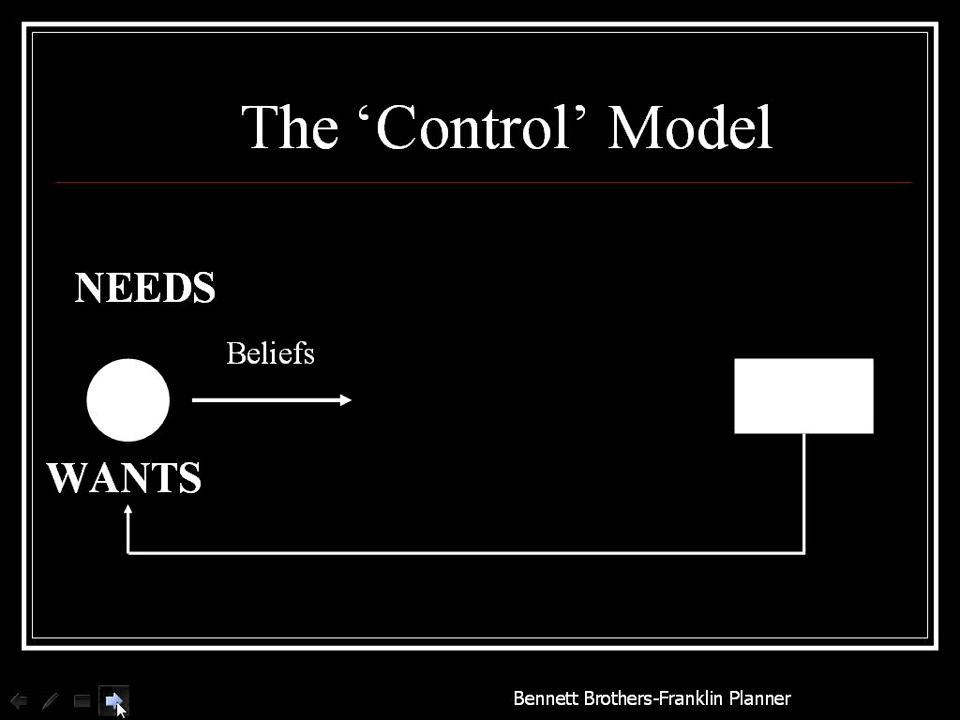 The ‘Control’ Model
NEEDS
Beliefs
WANTS
Bennett Brothers-Franklin Planner